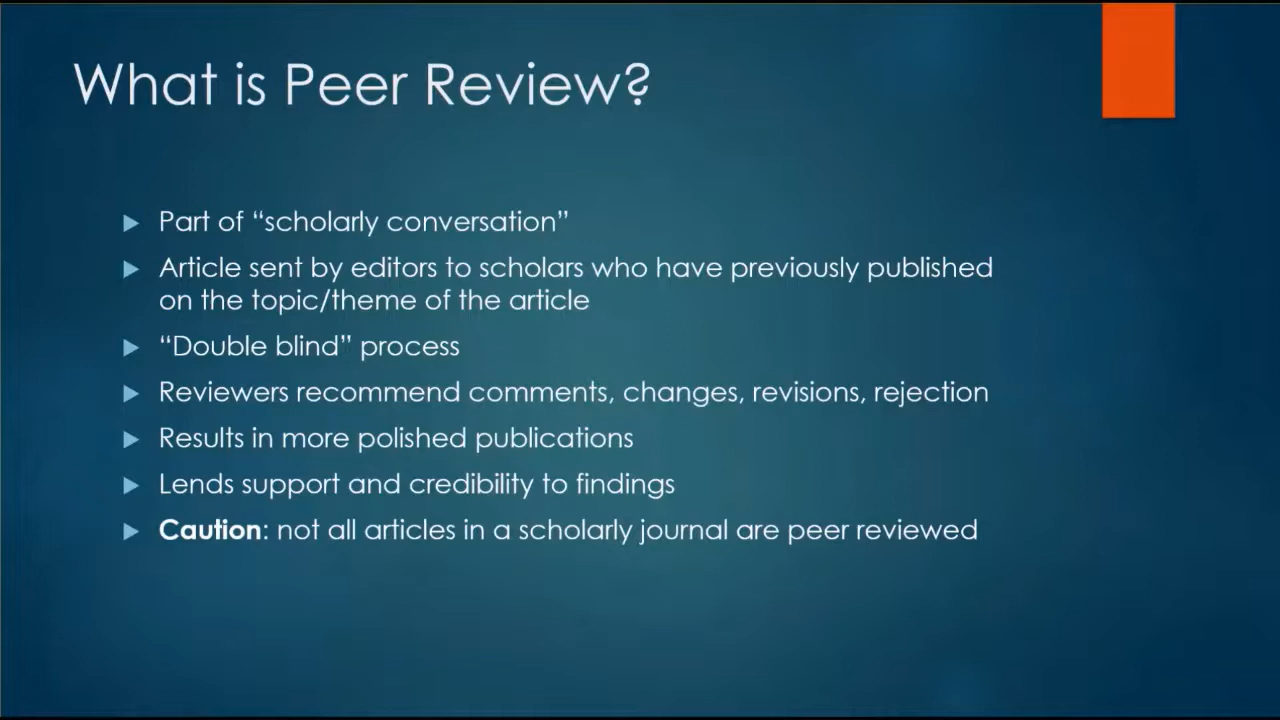 What is Peer Review?
Part of “scholarly conversation”
Article sent by editors to scholars who have previously published
on the topic/theme of the article
“Double blind” process
Reviewers recommend comments, changes, revisions, rejection
Results in more polished publications
Lends support and credibility to findings
Caution: not all articles in a scholarly journal are peer reviewed